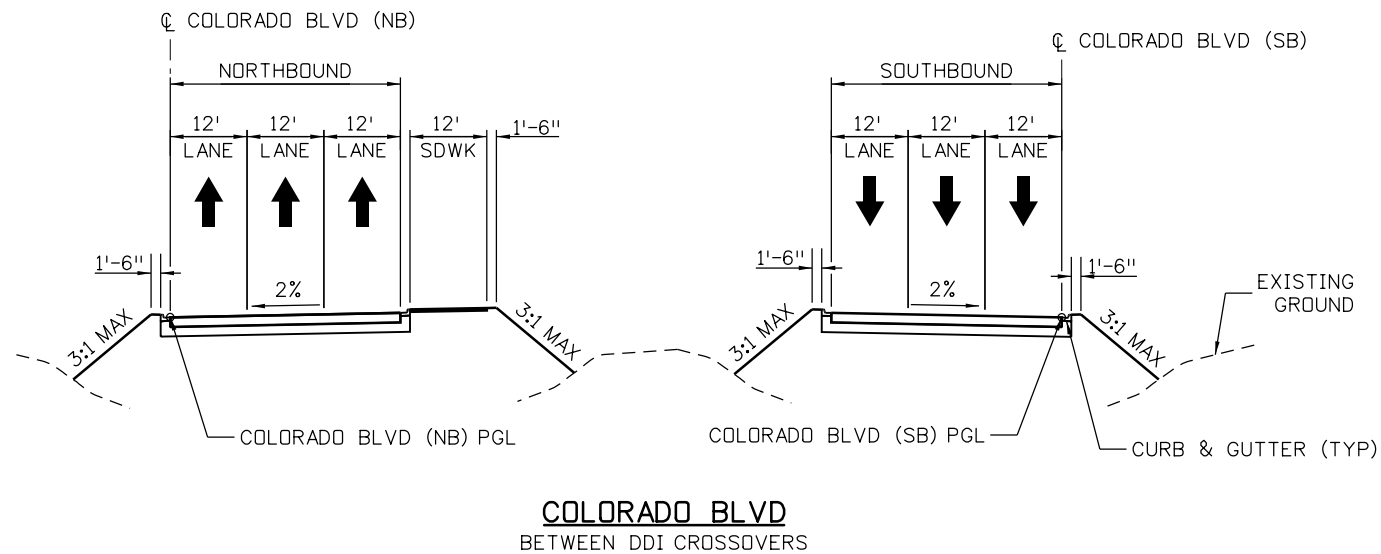 ℄ COLORADO BLVD (NB)
℄ COLORADO BLVD (SB)
NORTHBOUND
SOUTHBOUND
12' 12' 12' 12' 1'-6"
LANE LANE LANE SDWK
12' 12' 12'
LANE LANE LANE
1'-6"
2%
1'-6"
2%
1'-6"
EXISTING
GROUND
3:1 MAX
3:1 MAX
3:1 MAX
3:1 MAX
COLORADO BLVD (NB) PGL
COLORADO BLVD (SB) PGL
CURB & GUTTER (TYP)
COLORADO BLVD
BETWEEN DDI CROSSOVERS